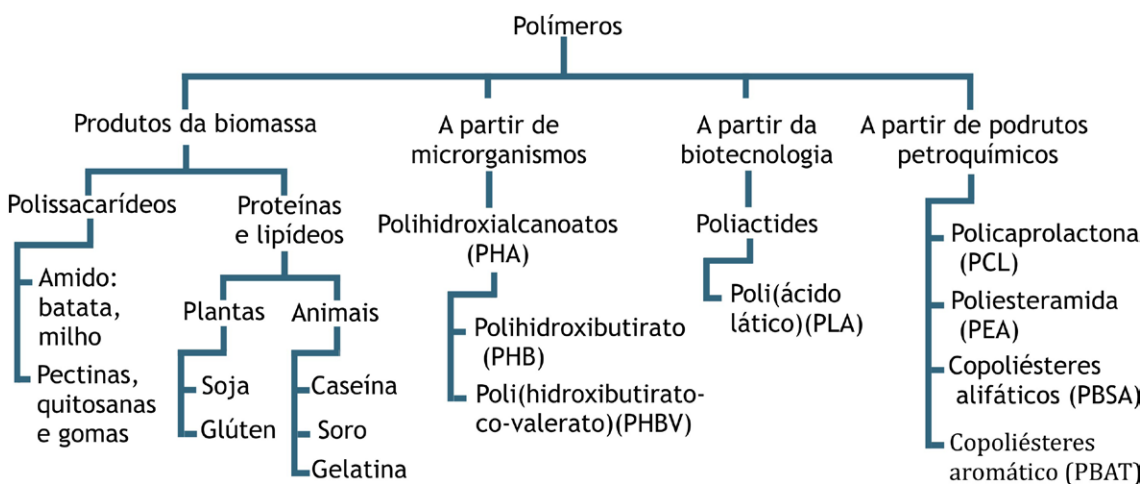 Polímeros
Produtos da biomassa
Polissacarídeos
Amido:
batata,
milho
Pectinas,
quitosanas
e gomas
Proteínas
e lipídeos
Plantas
Soja
Glúten
Animais
Caseína
Soro
Gelatina
A partir de
microrganismos
Polihidroxialcanoatos
(PHA)
Polihidroxibutirato
(PHB)
Poli(hidroxibutirato-
co-valerato)(PHBV)
A partir da
biotecnologia
Poliactides
Poli(ácido
lático)(PLA)
A partir de podrutos
petroquímicos
Policaprolactona
(PCL)
Poliesteramida
(PEA)
Copoliésteres
alifáticos (PBSA)
Copoliésteres
aromático (PBAT)